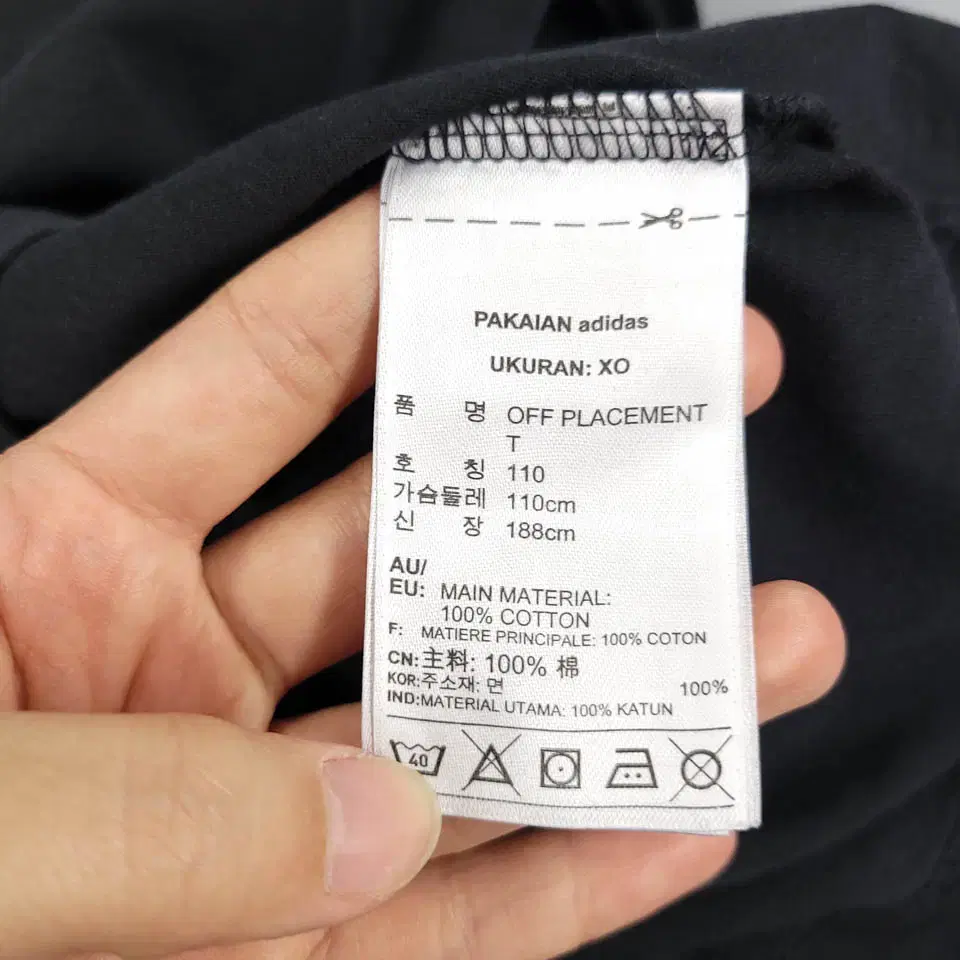 PAKAIAN adidas
UKURAN: XO
품 명 OFF PLACEMENT
T
호 칭 110
가슴둘레 110cm
신 장 188cm
AU/
EU: MAIN MATERIAL:
100% COTTON
F: MATIERE PRINCIPALE: 100% COTON
CN:主料: 100% 棉
KOR:주소재: 면 100%
IND:MATERIAL UTAMA: 100% KATUN
40